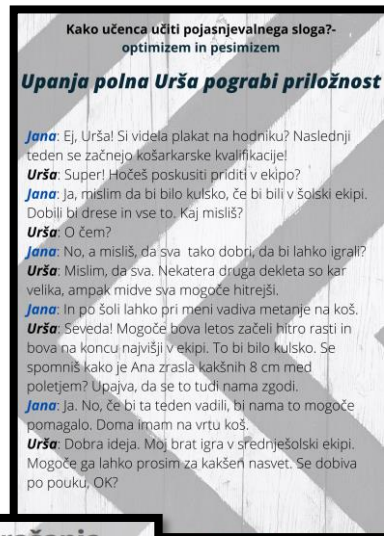 Kako učenca učiti pojasnjevalnega sloga?-
optimizem in pesimizem
Upanja polna Urša pograbi priložnost
Jana: Ej, Urša! Si videla plakat na hodniku? Naslednji
teden se začnejo košarkarske kvalifikacije!
Urša: Super! Hočeš poskusiti priditi v ekipo?
Jana: Ja, mislim da bi bilo kulsko, če bi bili v šolski ekipi.
Dobili bi drese in vse to. Kaj misliš?
Urša: O čem?
Jana: No, a misliš, da sva tako dobri, da bi lahko igrali?
Urša: Mislim, da sva. Nekatera druga dekleta so kar
velika, ampak midve sva mogoče hitrejši.
Jana: In po šoli lahko pri meni vadiva metanje na koš.
Urša: Seveda! Mogoče bova letos začeli hitro rasti in
bova na koncu najvišji v ekipi. To bi bilo kulsko. Se
spomniš kako je Ana zrasla kakšnih 8 cm med
poletjem? Upajva, da se to tudi nama zgodi.
Jana: Ja. No, če bi ta teden vadili, bi nama to mogoče
pomagalo. Doma imam na vrtu koš.
Urša: Dobra ideja. Moj brat igra v srednješolski ekipi.
Mogoče ga lahko prosim za kakšen nasvet. Se dobiva
po pouku, OK?